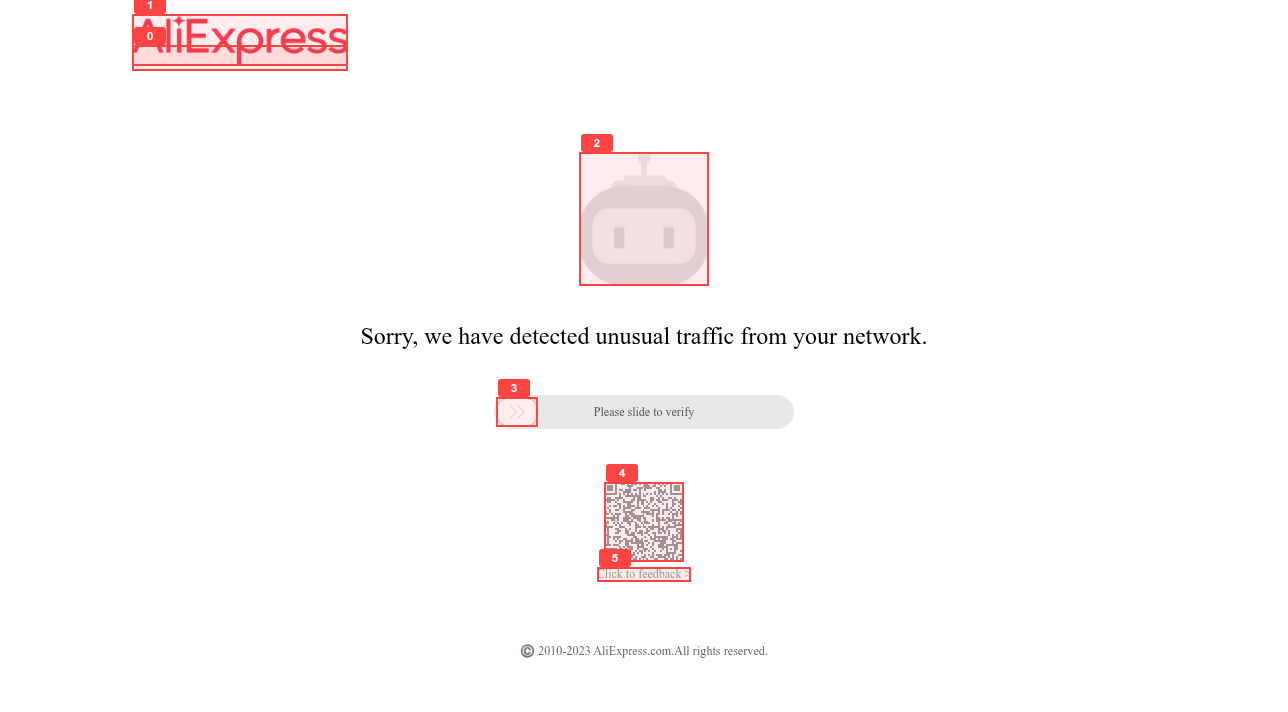 1
0
AliExpress
2
Sorry, we have detected unusual traffic from your network.
3
Please slide to verify
4
5
Click to feedback >
© 2010-2023 AliExpress.com.All rights reserved.